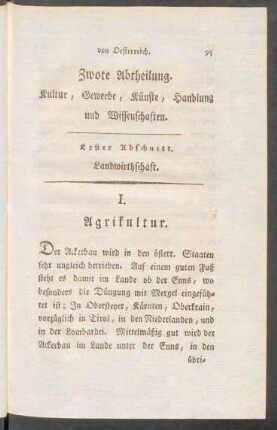 von Oesterreich. 95
Zwote Abtheilung.
Kultur, Gewerbe, Künste, Handlung
und Wissenschaften.
Erster Abschnitt.
Landwirthschaft.
I.
Agrikultur.
Der Ackerbau wird in den österr. Staaten
sehr ungleich betrieben. Auf einem guten Fuß
steht es damit im Lande ob der Enns, wo
besonders die Düngung mit Mergel eingefüh-
ret ist; In Obersteyer, Kärnten, Oberkrain,
vorzüglich in Tirol, in den Niederlanden, und
in der Lombardei. Mittelmäßig gut wird der
Ackerbau im Lande unter der Enns, in den
übri-